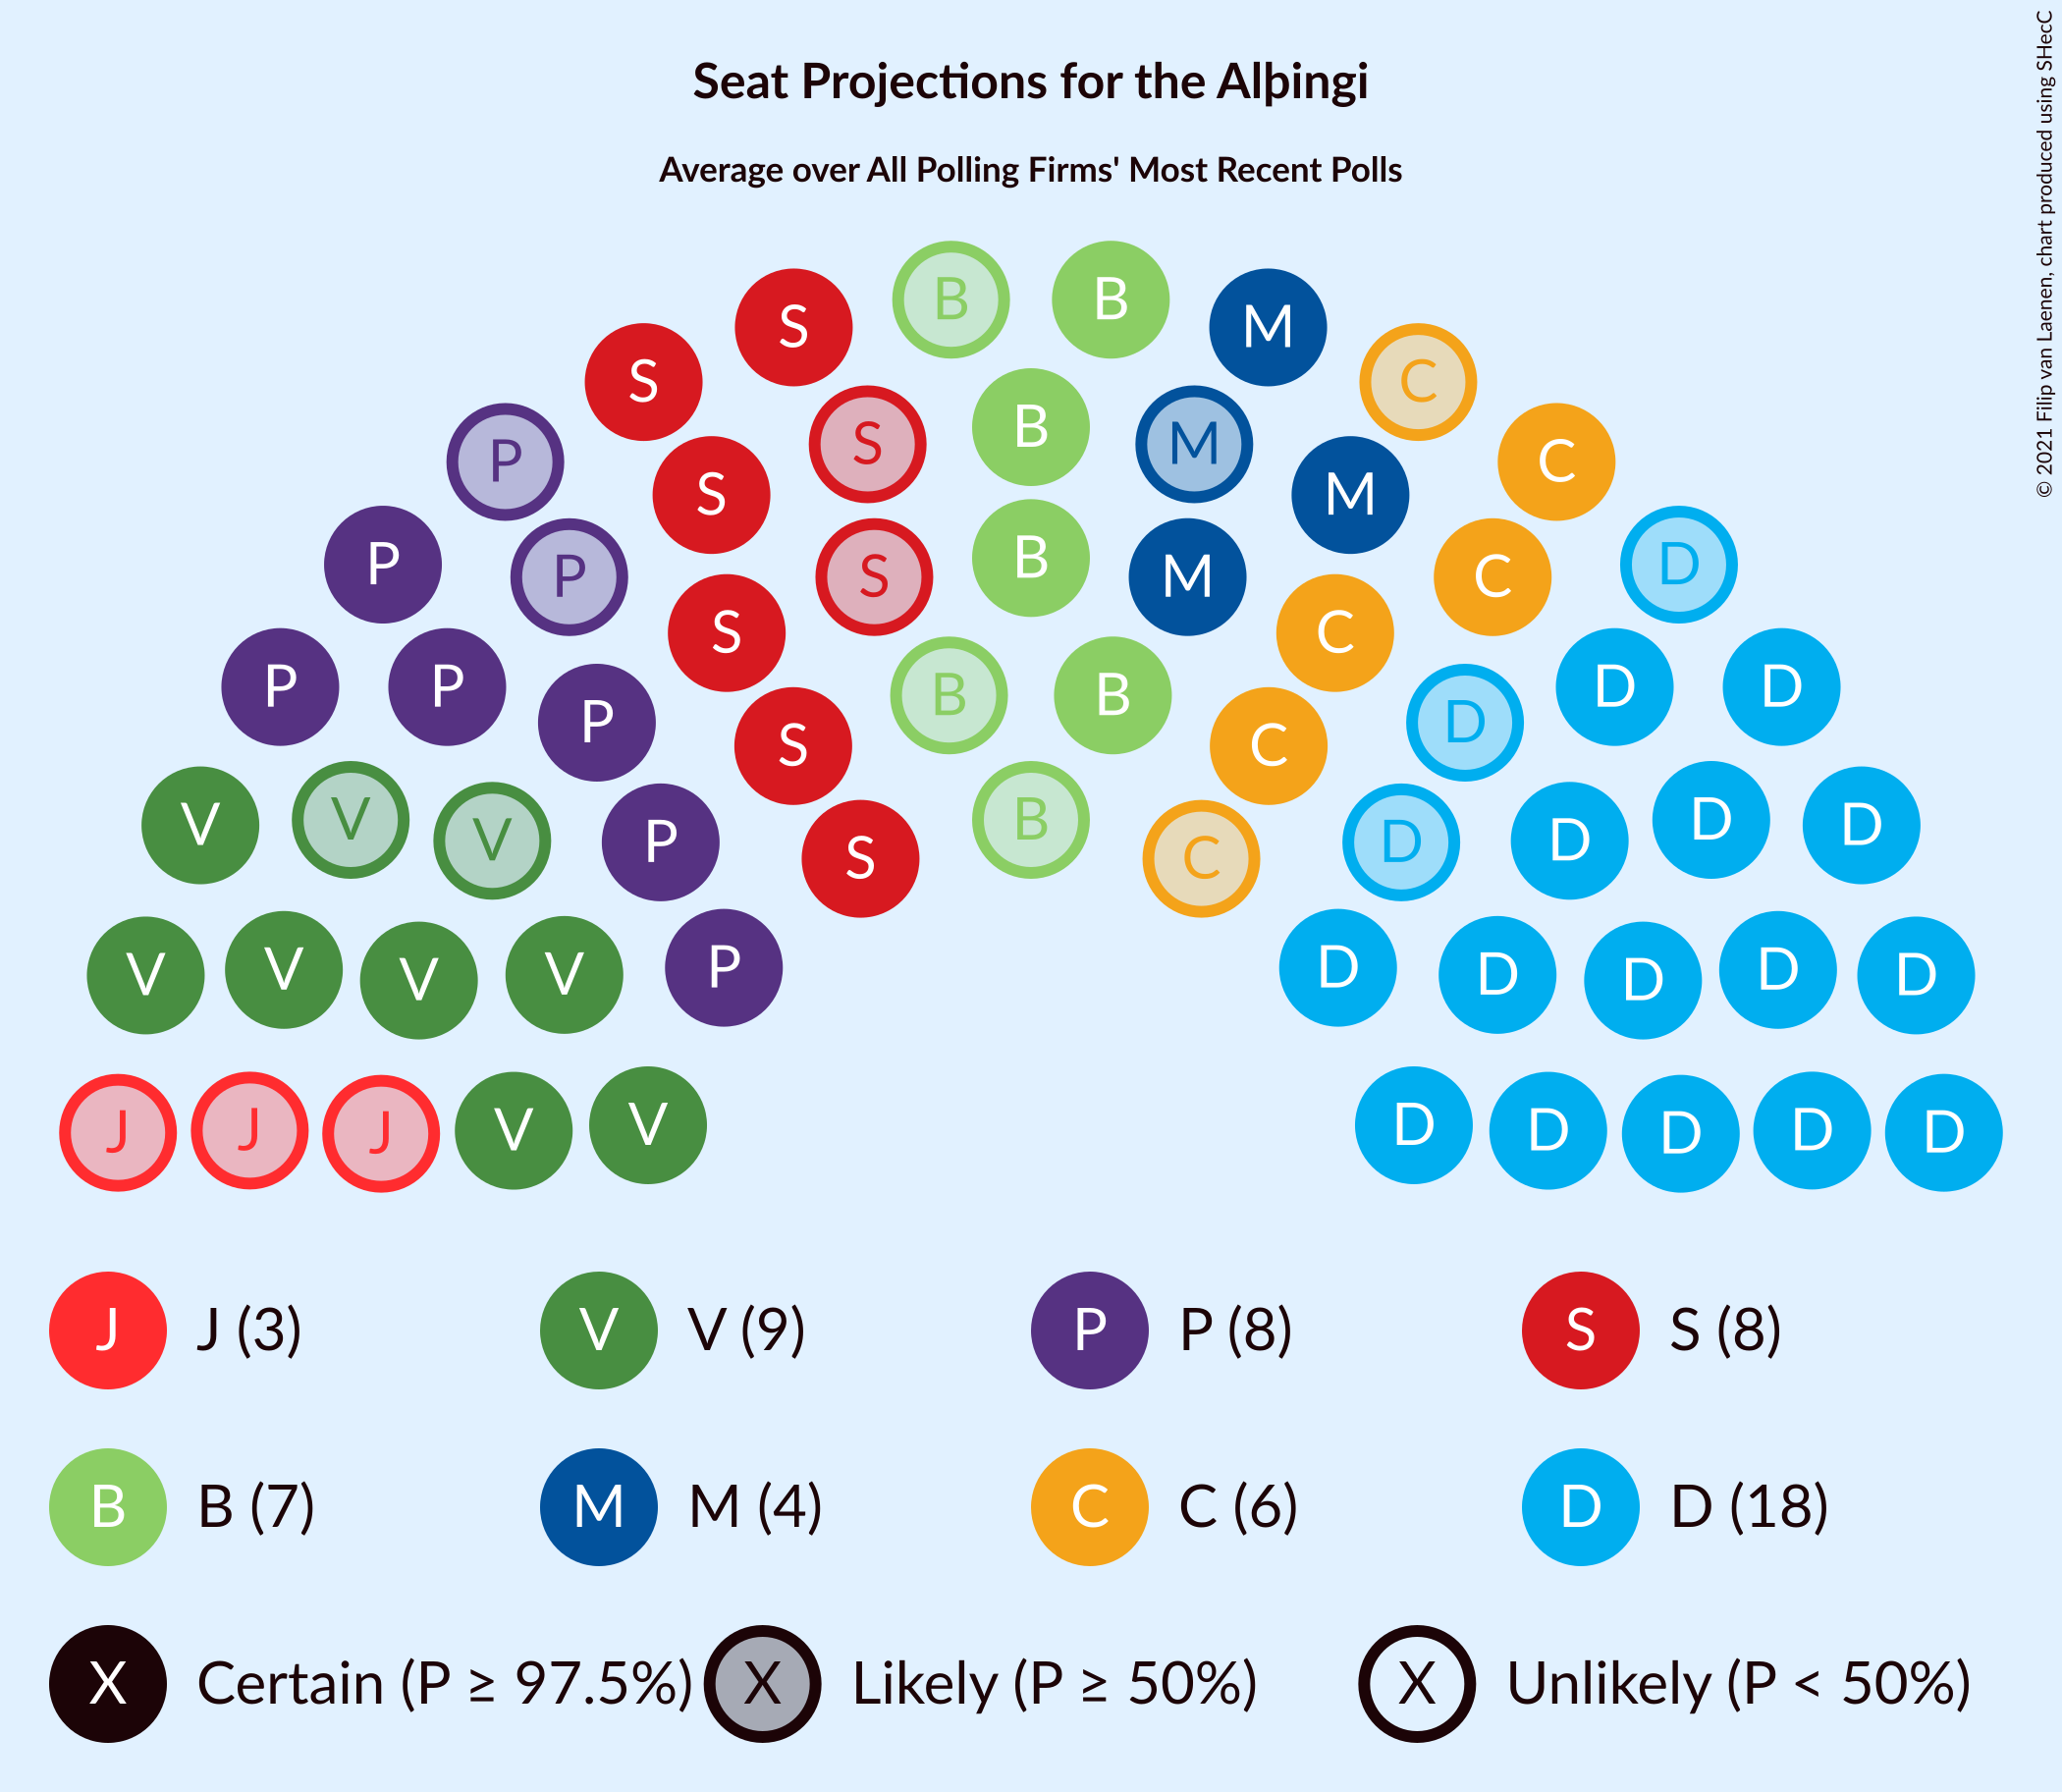 Seat Projections for the Alþingi
Average over All Polling Firms' Most Recent Polls
© 2021 Filip van Laenen, chart produced using SHecC
B B
S M
S B C
S M
P C
S M
P B D
P S M C
S C
P P D D
P B B D
S C
V V B D D
V P D D
S C
V V P D D D
V V D D D
J J J V V D D D D D
J J (3) V V (9) P P (8) S S (8)
B B (7) M M (4) C C (6) D D (18)
X Certain (P ≥ 97.5%) X Likely (P ≥ 50%) X Unlikely (P < 50%)